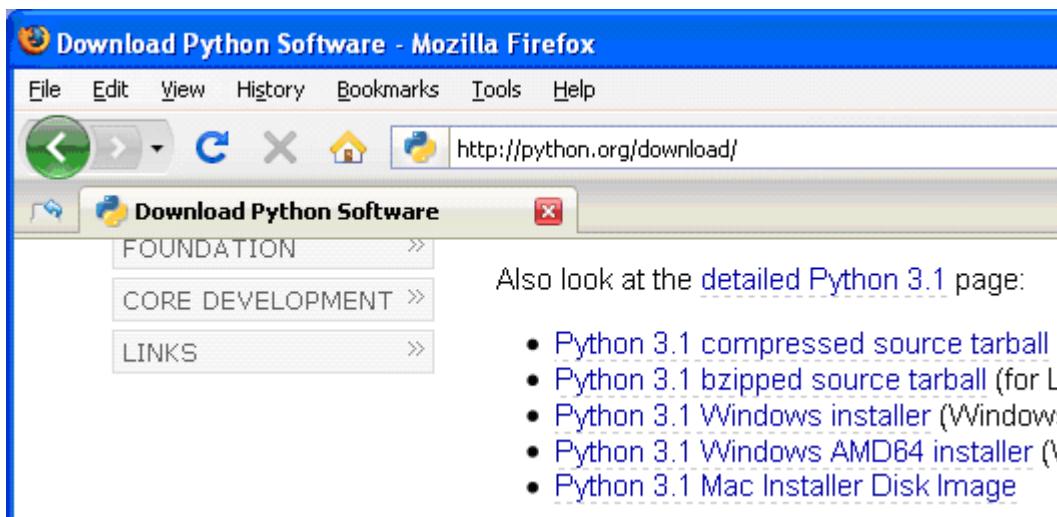 Download Python Software - Mozilla Firefox
File Edit View History Bookmarks Tools Help
http://python.org/download/
Download Python Software
FOUNDATION »
CORE DEVELOPMENT »
LINKS »
Also look at the detailed Python 3.1 page:
• Python 3.1 compressed source tarball
• Python 3.1 bzipped source tarball (for
• Python 3.1 Windows installer (Windows
• Python 3.1 Windows AMD64 installer (
• Python 3.1 Mac Installer Disk Image